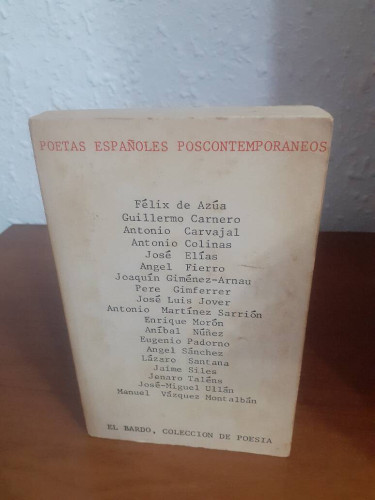 POETAS ESPAÑOLES POSCONTEMPORANEOS
Félix de Azúa
Guillermo Carnero
Antonio Carvajal
Antonio Colinas
José Elías
Angel Fierro
Joaquín Giménez-Arnau
Pere Gimferrer
José Luis Jover
Antonio Martínez Sarrión
Enrique Morón
Aníbal Núñez
Eugenio Padorno
Angel Sánchez
Lázaro Santana
Jaime Siles
Jenaro Taléns
José-Miguel Ullán
Manuel Vázquez Montalbán
EL BARDO, COLECCION DE POESIA